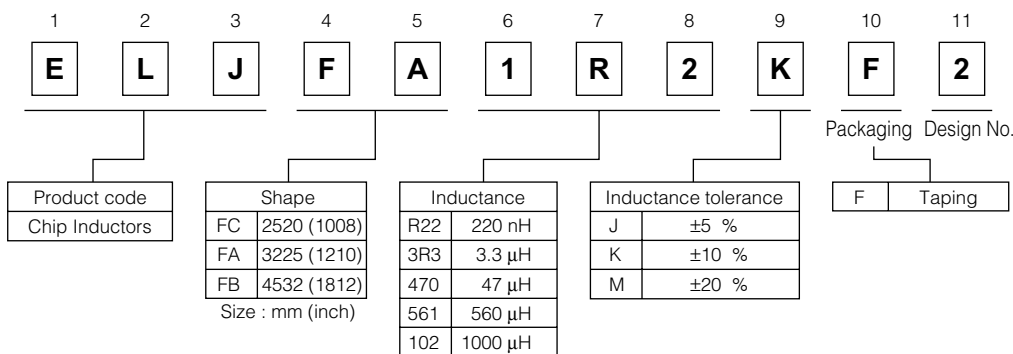 1 2 3 4 5 6 7 8 9 10 11
E L J F A 1 R 2 K F 2
Packaging Design No.
Product code
Chip Inductors
Shape
FC 2520 (1008)
FA 3225 (1210)
FB 4532 (1812)
Size : mm (inch)
Inductance
R22 220 nH
3R3 3.3 µH
470 47 µH
561 560 µH
102 1000 µH
Inductance tolerance
J ±5 %
K ±10 %
M ±20 %
F Taping